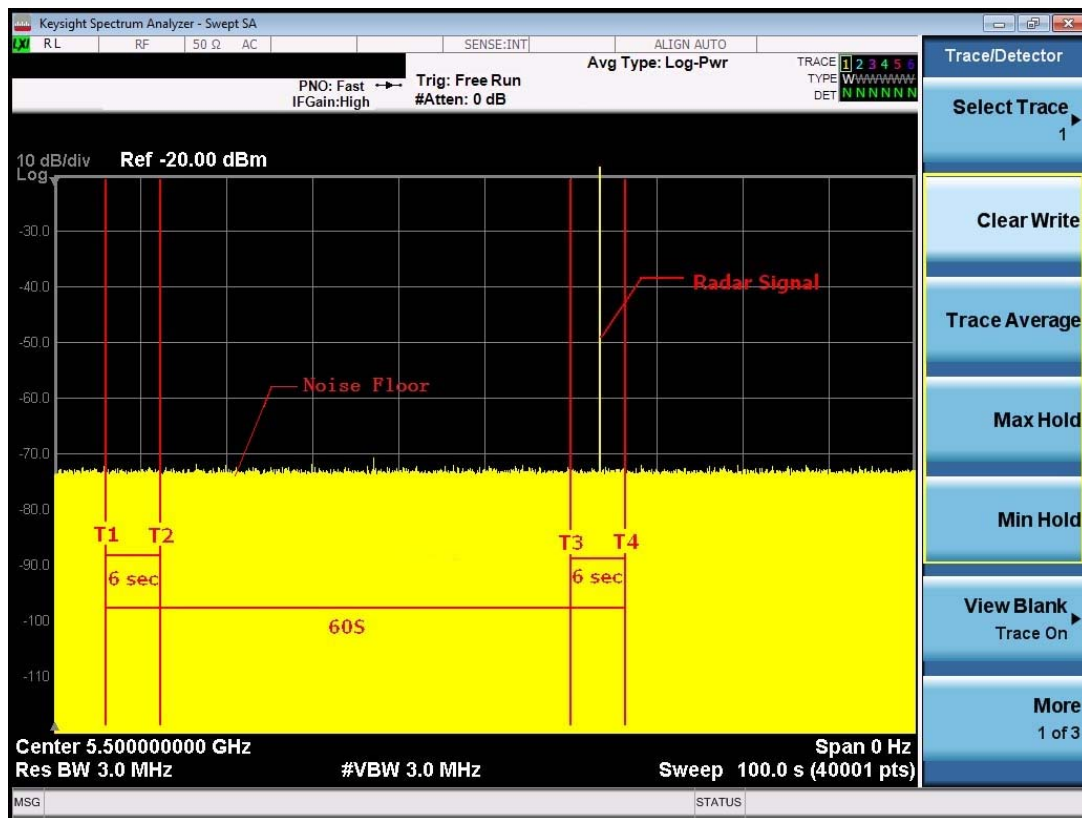 Keysight Spectrum Analyzer - Swept SA
LXI RL RF 50 Ω AC SENSE:INT ALIGN AUTO
Avg Type: Log-Pwr
TRACE 1 2 3 4 5 6
TYPE WWWWWWW
DET N N N N N N
PNO: Fast
IFGain:High
Trig: Free Run
#Atten: 0 dB
10 dB/div Ref -20.00 dBm
Log
-30.0
-40.0
-50.0
-60.0
-70.0
-80.0
-90.0
-100
-110
Radar Signal
Noise Floor
T1 T2 T3 T4
6 sec 6 sec
60S
Center 5.500000000 GHz Span 0 Hz
Res BW 3.0 MHz #VBW 3.0 MHz Sweep 100.0 s (40001 pts)
MSG STATUS
Trace/Detector
Select Trace
1
Clear Write
Trace Average
Max Hold
Min Hold
View Blank
Trace On
More
1 of 3